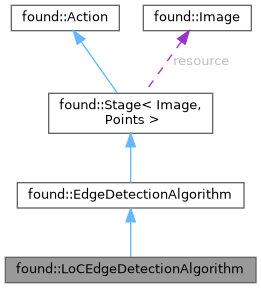 found::Action
found::Image
resource
found::Stage< Image,
Points >
found::EdgeDetectionAlgorithm
found::LoCEdgeDetectionAlgorithm